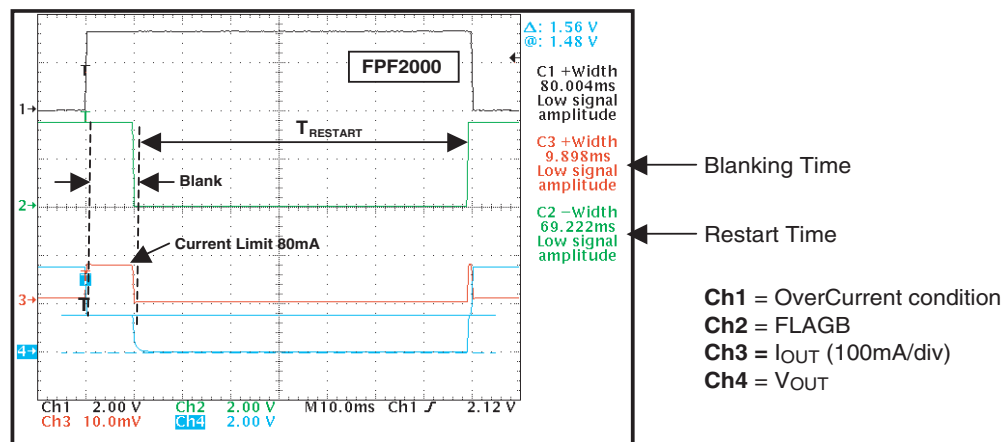 Δ: 1.56 V
@: 1.48 V
FPF2000
C1 +Width
80.004ms
Low signal
amplitude
T
1
T
TRESTART
C3 +Width
9.898ms
Low signal
amplitude
Blanking Time
Blank
2
C2 −Width
69.222ms
Low signal
amplitude
Restart Time
Current Limit 80mA
T
3
4
Ch1 = OverCurrent condition
Ch2 = FLAGB
Ch3 = IOUT (100mA/div)
Ch4 = VOUT
Ch1 2.00 V Ch2 2.00 V M10.0ms Ch1 ƒ 2.12 V
Ch3 10.0mV Ch4 2.00 V